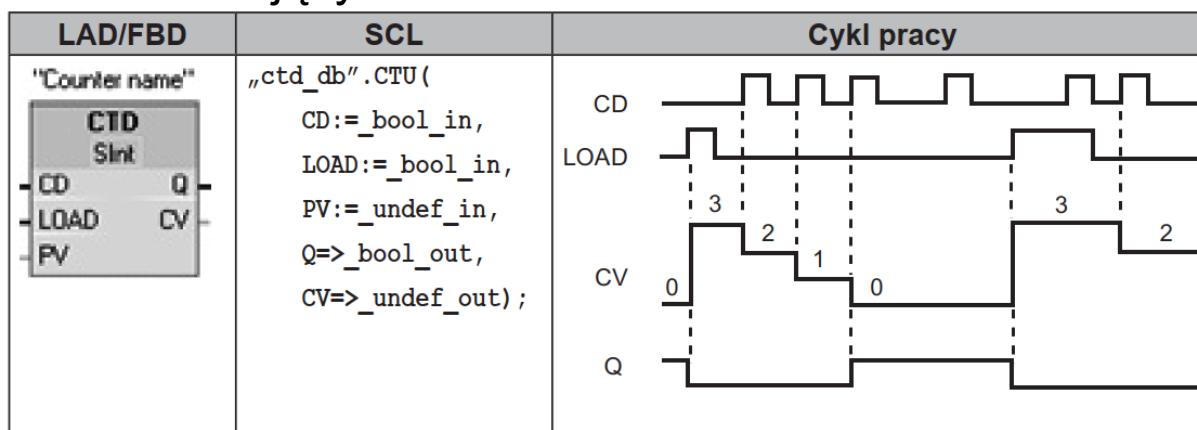 LAD/FBD
SCL
Cykl pracy
"Counter name"
CTD
SInt
CD Q
LOAD CV
PV
„ctd_db”.CTU(
CD:=_bool_in,
LOAD:=_bool_in,
PV:=_undef_in,
Q=>_bool_out,
CV=>_undef_out);
CD
LOAD
CV
0
3
2
1
0
3
2
Q